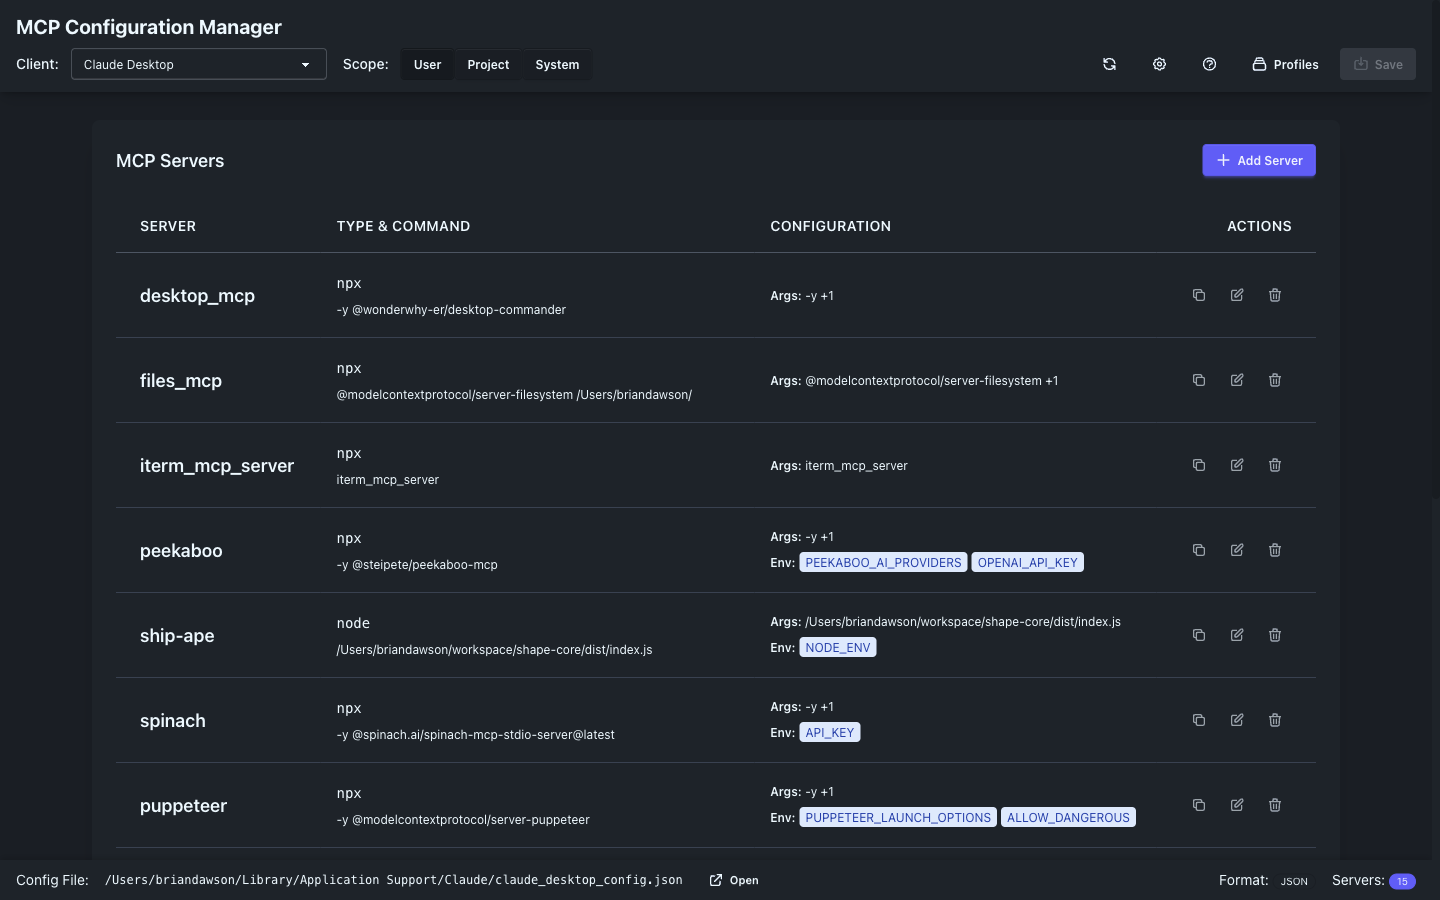 MCP Configuration Manager
Client: Claude Desktop Scope: User Project System Profiles Save
MCP Servers Add Server
SERVER TYPE & COMMAND CONFIGURATION ACTIONS
desktop_mcp
npx
-y @wonderwhy-er/desktop-commander
Args: -y +1
files_mcp
npx
@modelcontextprotocol/server-filesystem /Users/briandawson/
Args: @modelcontextprotocol/server-filesystem +1
iterm_mcp_server
npx
iterm_mcp_server
Args: iterm_mcp_server
peekaboo
npx
-y @steipete/peekaboo-mcp
Args: -y +1
Env: PEEKABOO_AI_PROVIDERS OPENAI_API_KEY
ship-ape
node
/Users/briandawson/workspace/shape-core/dist/index.js
Args: /Users/briandawson/workspace/shape-core/dist/index.js
Env: NODE_ENV
spinach
npx
-y @spinach.ai/spinach-mcp-stdio-server@latest
Args: -y +1
Env: API_KEY
puppeteer
npx
-y @modelcontextprotocol/server-puppeteer
Args: -y +1
Env: PUPPETEER_LAUNCH_OPTIONS ALLOW_DANGEROUS
Config File: /Users/briandawson/Library/Application Support/Claude/claude_desktop_config.json Open Format: JSON Servers: 15